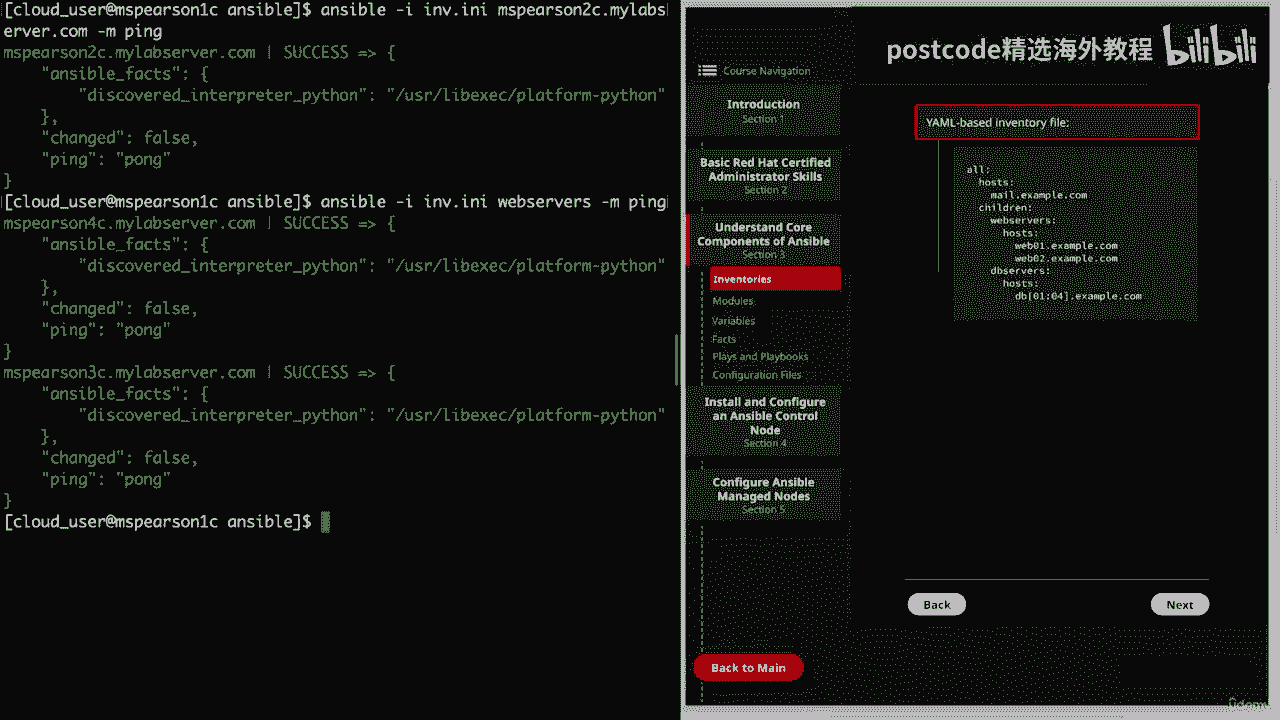 [cloud_user@mspearson1c ansible]$ ansible -i inv.ini mspearson2c.mylabs
erver.com -m ping
mspearson2c.mylabserver.com | SUCCESS => {
    "ansible_facts": {
        "discovered_interpreter_python": "/usr/libexec/platform-python"
    },
    "changed": false,
    "ping": "pong"
}
[cloud_user@mspearson1c ansible]$ ansible -i inv.ini webservers -m ping
mspearson4c.mylabserver.com | SUCCESS => {
    "ansible_facts": {
        "discovered_interpreter_python": "/usr/libexec/platform-python"
    },
    "changed": false,
    "ping": "pong"
}
mspearson3c.mylabserver.com | SUCCESS => {
    "ansible_facts": {
        "discovered_interpreter_python": "/usr/libexec/platform-python"
    },
    "changed": false,
    "ping": "pong"
}
[cloud_user@mspearson1c ansible]$
Course Navigation
Introduction
Section 1
Basic Red Hat Certified
Administrator Skills
Section 2
Understand Core
Components of Ansible
Section 3
Inventories
Modules
Variables
Facts
Plays and Playbooks
Configuration Files
Install and Configure
an Ansible Control
Node
Section 4
Configure Ansible
Managed Nodes
Section 5
Back to Main
postcode精选海外教程 bilibili
YAML-based inventory file:
all:
  hosts:
    mail.example.com
  children:
    webservers:
      hosts:
        web01.example.com
        web02.example.com
    dbservers:
      hosts:
        db[01:04].example.com
Back
Next
ûdemy